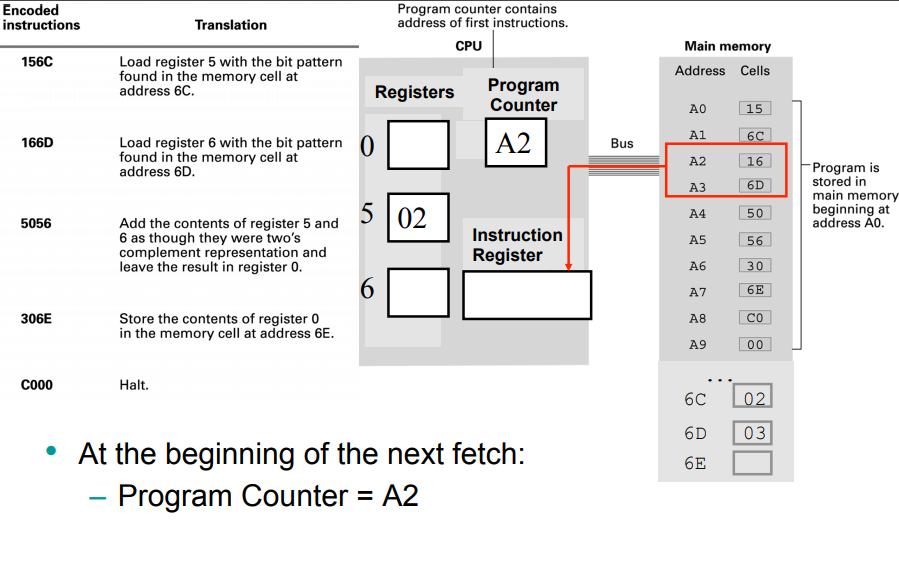 Encoded
instructions
Translation
156C
Load register 5 with the bit pattern
found in the memory cell at
address 6C.
166D
Load register 6 with the bit pattern
found in the memory cell at
address 6D.
5056
Add the contents of register 5 and
6 as though they were two's
complement representation and
leave the result in register 0.
306E
Store the contents of register 0
in the memory cell at address 6E.
C000
Halt.
Program counter contains
address of first instructions.
CPU
Registers
Program
Counter
0
A2
5
02
Instruction
Register
6
Bus
Main memory
Address Cells
A0 15
A1 6C
A2 16
A3 6D
A4 50
A5 56
A6 30
A7 6E
A8 C0
A9 00
Program is
stored in
main memory
beginning at
address A0.
...
6C 02
6D 03
6E
• At the beginning of the next fetch:
– Program Counter = A2